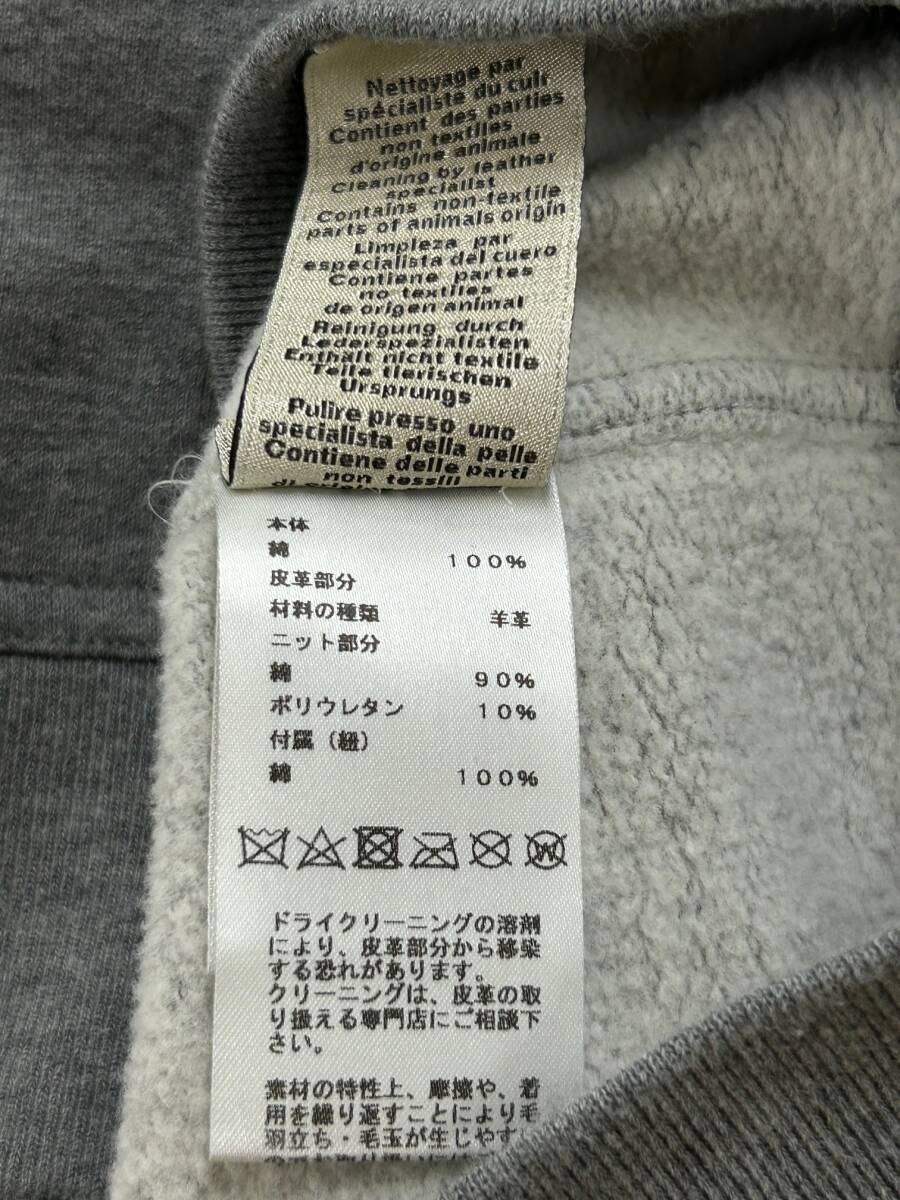 Nettoyage par
spécialiste du cuir
Contient des parties
non textiles
d'origine animale
Cleaning by leather
specialist
Contains non-textile
parts of animals origin
Limpieza par
especialista del cuero
Contiene partes
no textiles
de origen animal
Reinigung durch
Lederspezialisten
Enthält nicht textile
Teile tierischen
Ursprungs
Pulire presso uno
specialista della pelle
Contiene delle parti
non tessili
本体
綿 100%
皮革部分
材料の種類 羊革
ニット部分
綿 90%
ポリウレタン 10%
付属（紐）
綿 100%
W
ドライクリーニングの溶剤
により、皮革部分から移染
する恐れがあります。
クリーニングは、皮革の取
り扱える専門店にご相談下
さい。
素材の特性上、摩擦や、着
用を繰り返すことにより毛
羽立ち・毛玉が生じやす